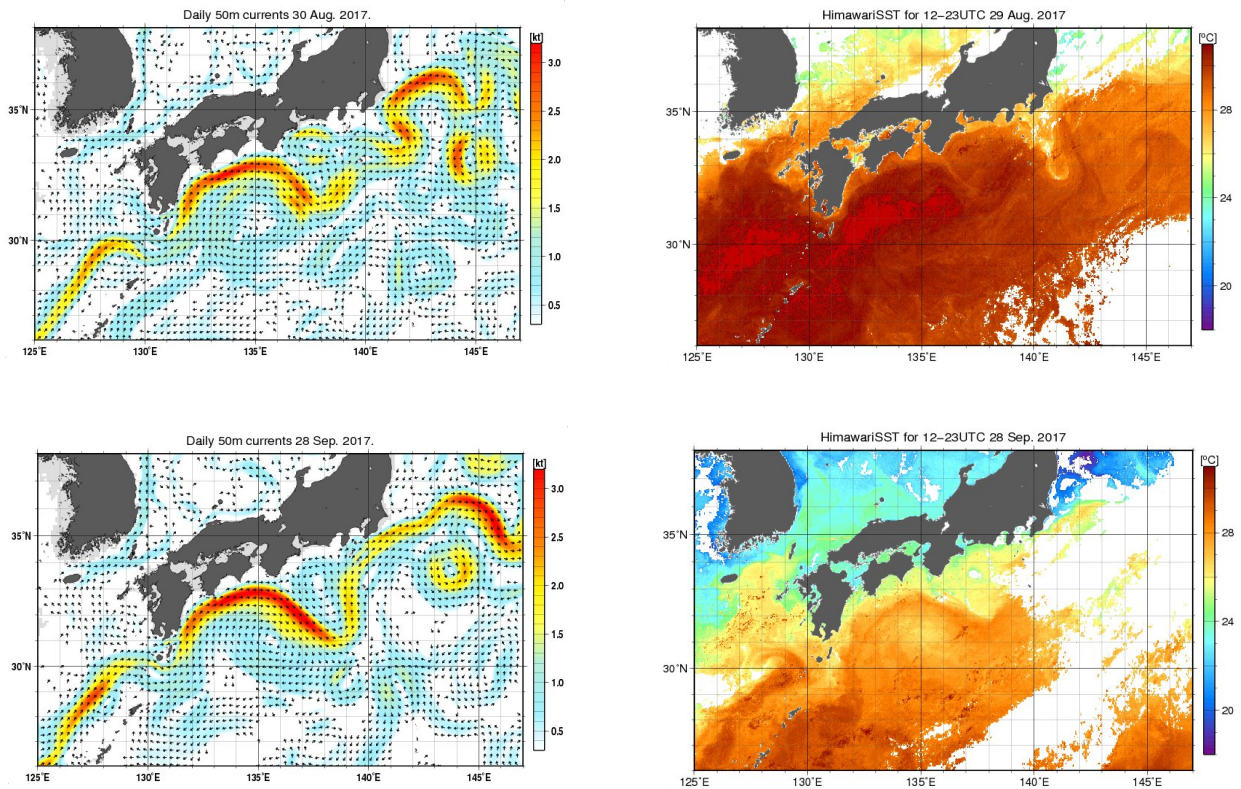 Daily 50m currents 30 Aug. 2017.
[kt]
3.0
2.5
2.0
1.5
1.0
0.5
35°N
30°N
125°E 130°E 135°E 140°E 145°E
HimawariSST for 12−23UTC 29 Aug. 2017
[°C]
28
24
20
35°N
30°N
125°E 130°E 135°E 140°E 145°E
Daily 50m currents 28 Sep. 2017.
[kt]
3.0
2.5
2.0
1.5
1.0
0.5
35°N
30°N
125°E 130°E 135°E 140°E 145°E
HimawariSST for 12−23UTC 28 Sep. 2017
[°C]
28
24
20
35°N
30°N
125°E 130°E 135°E 140°E 145°E